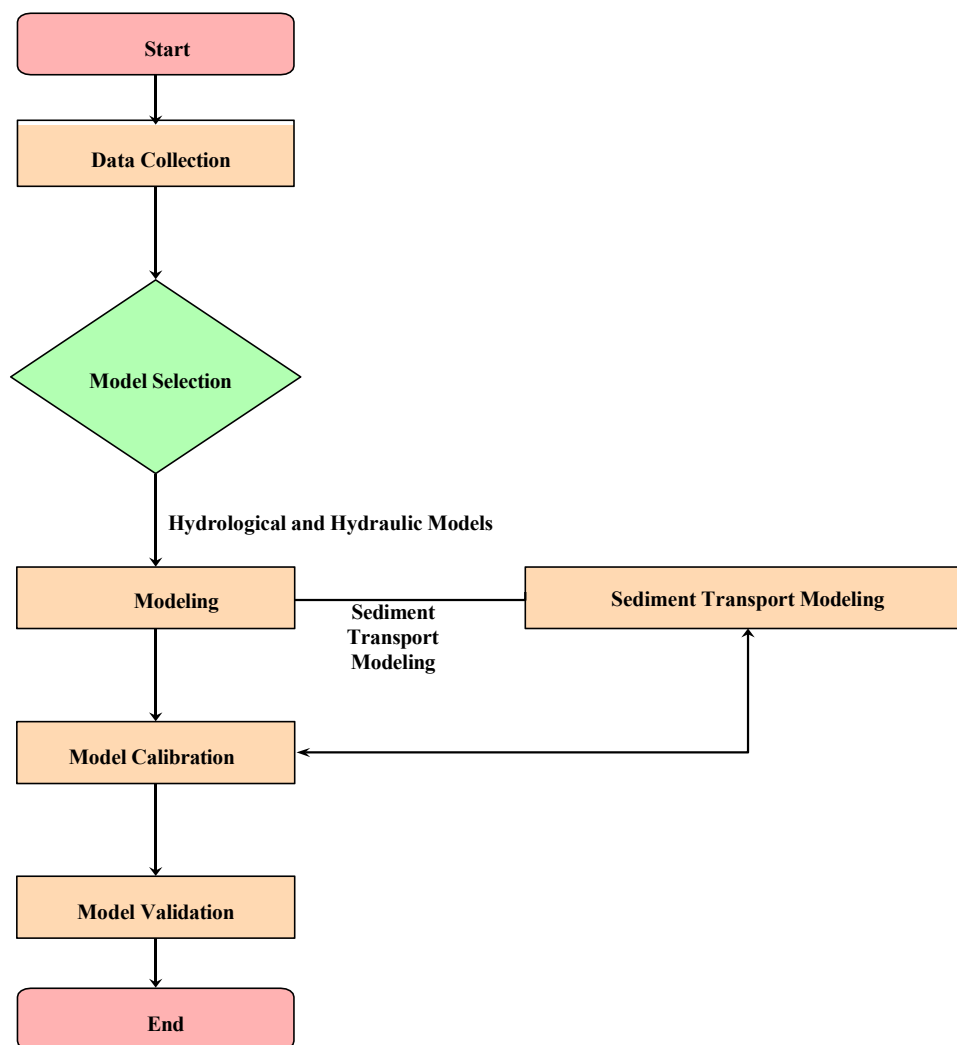 Start
Data Collection
Model Selection
Hydrological and Hydraulic Models
Modeling
Sediment
Transport
Modeling
Sediment Transport Modeling
Model Calibration
Model Validation
End